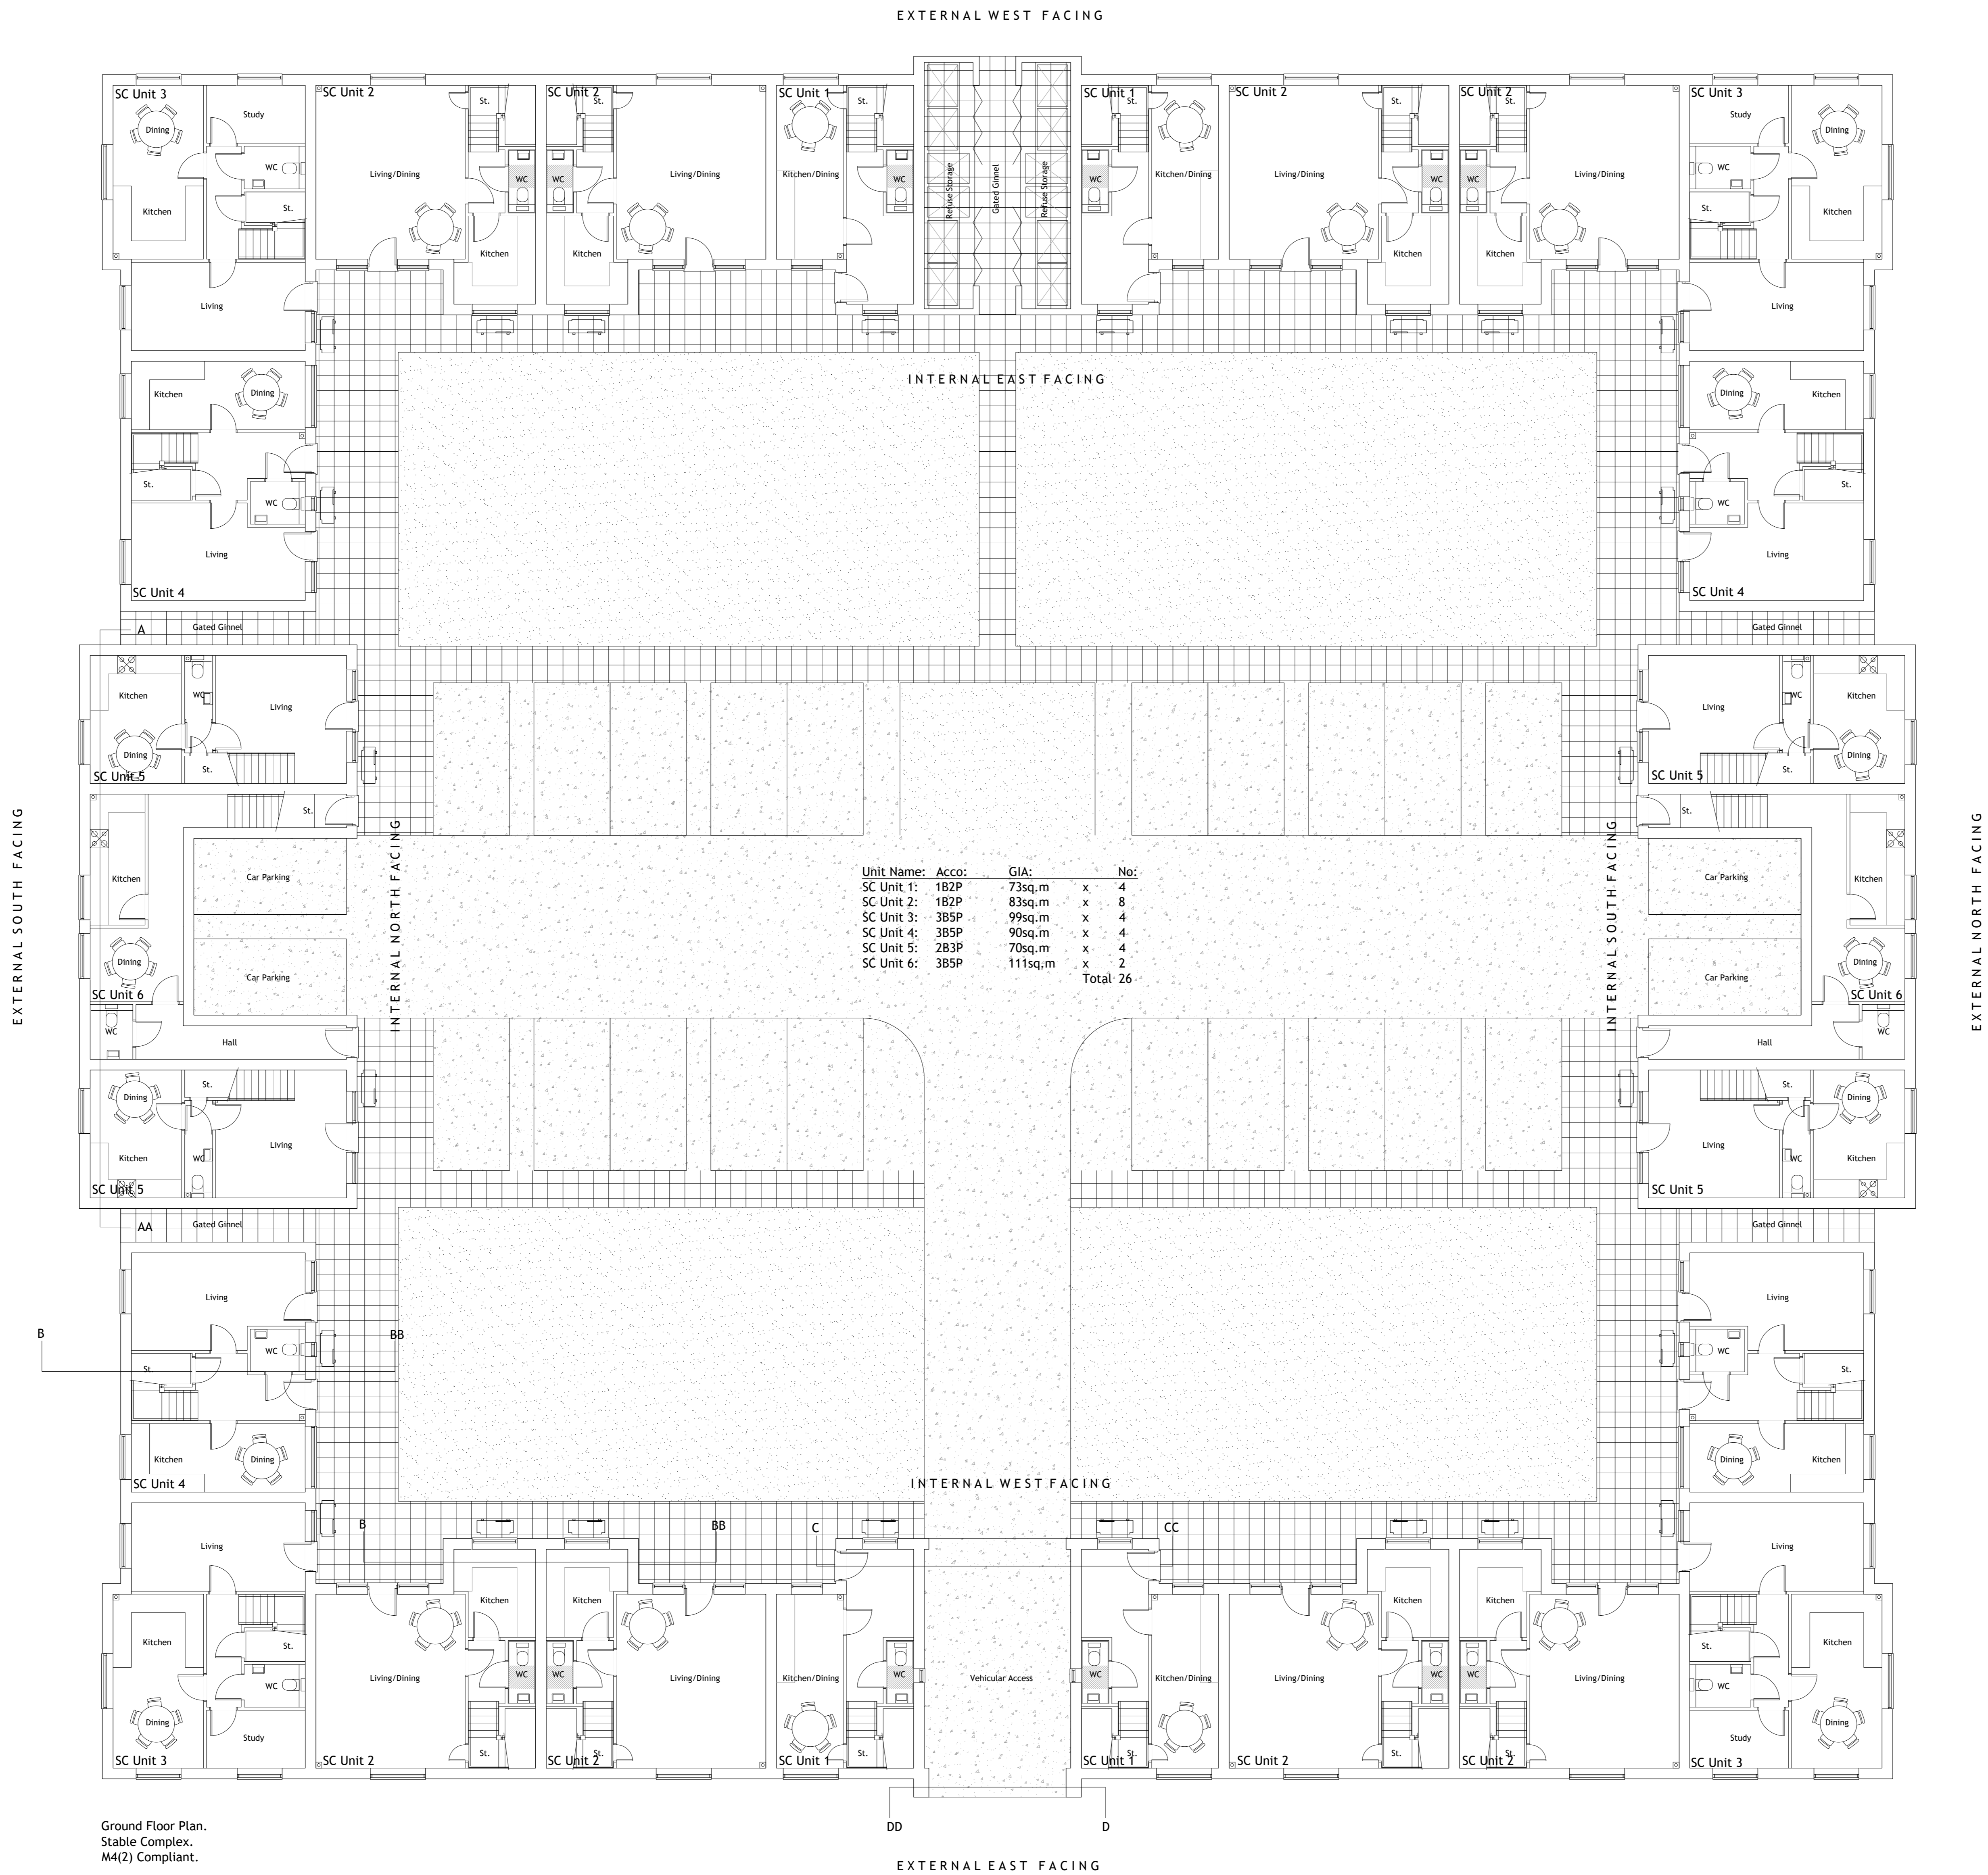 EXTERNAL WEST FACING
SC Unit 3
SC Unit 2
SC Unit 2
SC Unit 1
SC Unit 1
SC Unit 2
SC Unit 2
SC Unit 3
Dining
Study
St.
St.
St.
St.
St.
St.
Study
Dining
WC
Living/Dining
WC
WC
Living/Dining
Kitchen/Dining
WC
Refuse Storage
Gated Ginnel
Refuse Storage
WC
Kitchen/Dining
Living/Dining
WC
WC
Living/Dining
WC
Kitchen
St.
Kitchen
Kitchen
Kitchen
Kitchen
St.
Kitchen
Living
Living
INTERNAL EAST FACING
Kitchen
Dining
Dining
Kitchen
St.
WC
WC
St.
Living
Living
SC Unit 4
SC Unit 4
A
Gated Ginnel
Gated Ginnel
Kitchen
WC
Living
Living
WC
Kitchen
Dining
St.
SC Unit 5
Dining
St.
SC Unit 5
St.
St.
EXTERNAL SOUTH FACING
INTERNAL NORTH FACING
INTERNAL SOUTH FACING
EXTERNAL NORTH FACING
Kitchen
Car Parking
Car Parking
Kitchen
Unit Name: Acco: GIA: No:
SC Unit 1: 1B2P 73sq.m x 4
SC Unit 2: 1B2P 83sq.m x 8
SC Unit 3: 3B5P 99sq.m x 4
SC Unit 4: 3B5P 90sq.m x 4
SC Unit 5: 2B3P 70sq.m x 4
SC Unit 6: 3B5P 111sq.m x 2
Total 26
Dining
Car Parking
Car Parking
Dining
SC Unit 6
SC Unit 6
WC
Hall
Hall
WC
Dining
St.
St.
Dining
Living
Living
Kitchen
WC
WC
Kitchen
SC Unit 5
SC Unit 5
AA
Gated Ginnel
Gated Ginnel
Living
Living
B
BB
St.
WC
WC
St.
Kitchen
Dining
Dining
Kitchen
SC Unit 4
INTERNAL WEST FACING
B
BB
C
CC
Living
Living
Kitchen
Kitchen
Kitchen
Kitchen
Kitchen
St.
St.
Kitchen
WC
Living/Dining
WC
WC
Living/Dining
Kitchen/Dining
WC
Vehicular Access
WC
Kitchen/Dining
Living/Dining
WC
WC
Living/Dining
WC
Dining
Study
St.
St.
St.
St.
St.
St.
Study
Dining
SC Unit 3
SC Unit 2
SC Unit 2
SC Unit 1
SC Unit 1
SC Unit 2
SC Unit 2
SC Unit 3
DD
D
Ground Floor Plan.
Stable Complex.
M4(2) Compliant.
EXTERNAL EAST FACING